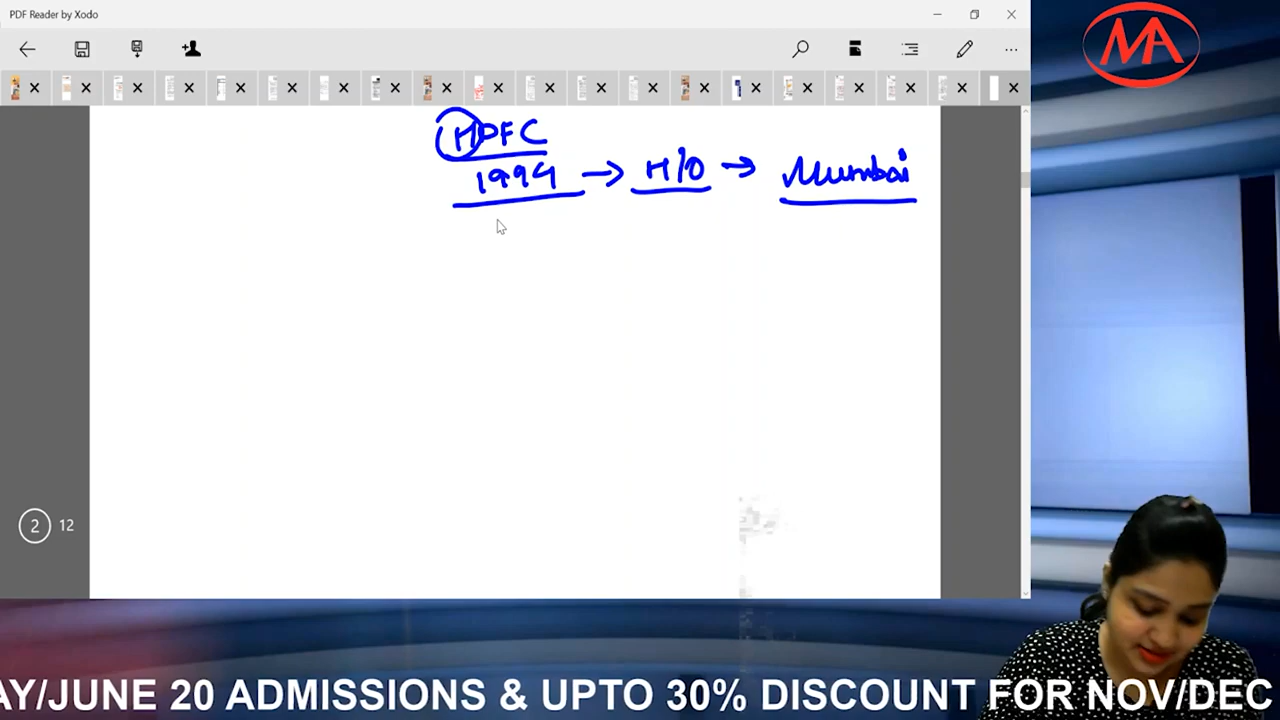 PDF Reader by Xodo
MA
HDFC
1994 → H/O → Mumbai
2 12
AY/JUNE 20 ADMISSIONS & UPTO 30% DISCOUNT FOR NOV/DEC